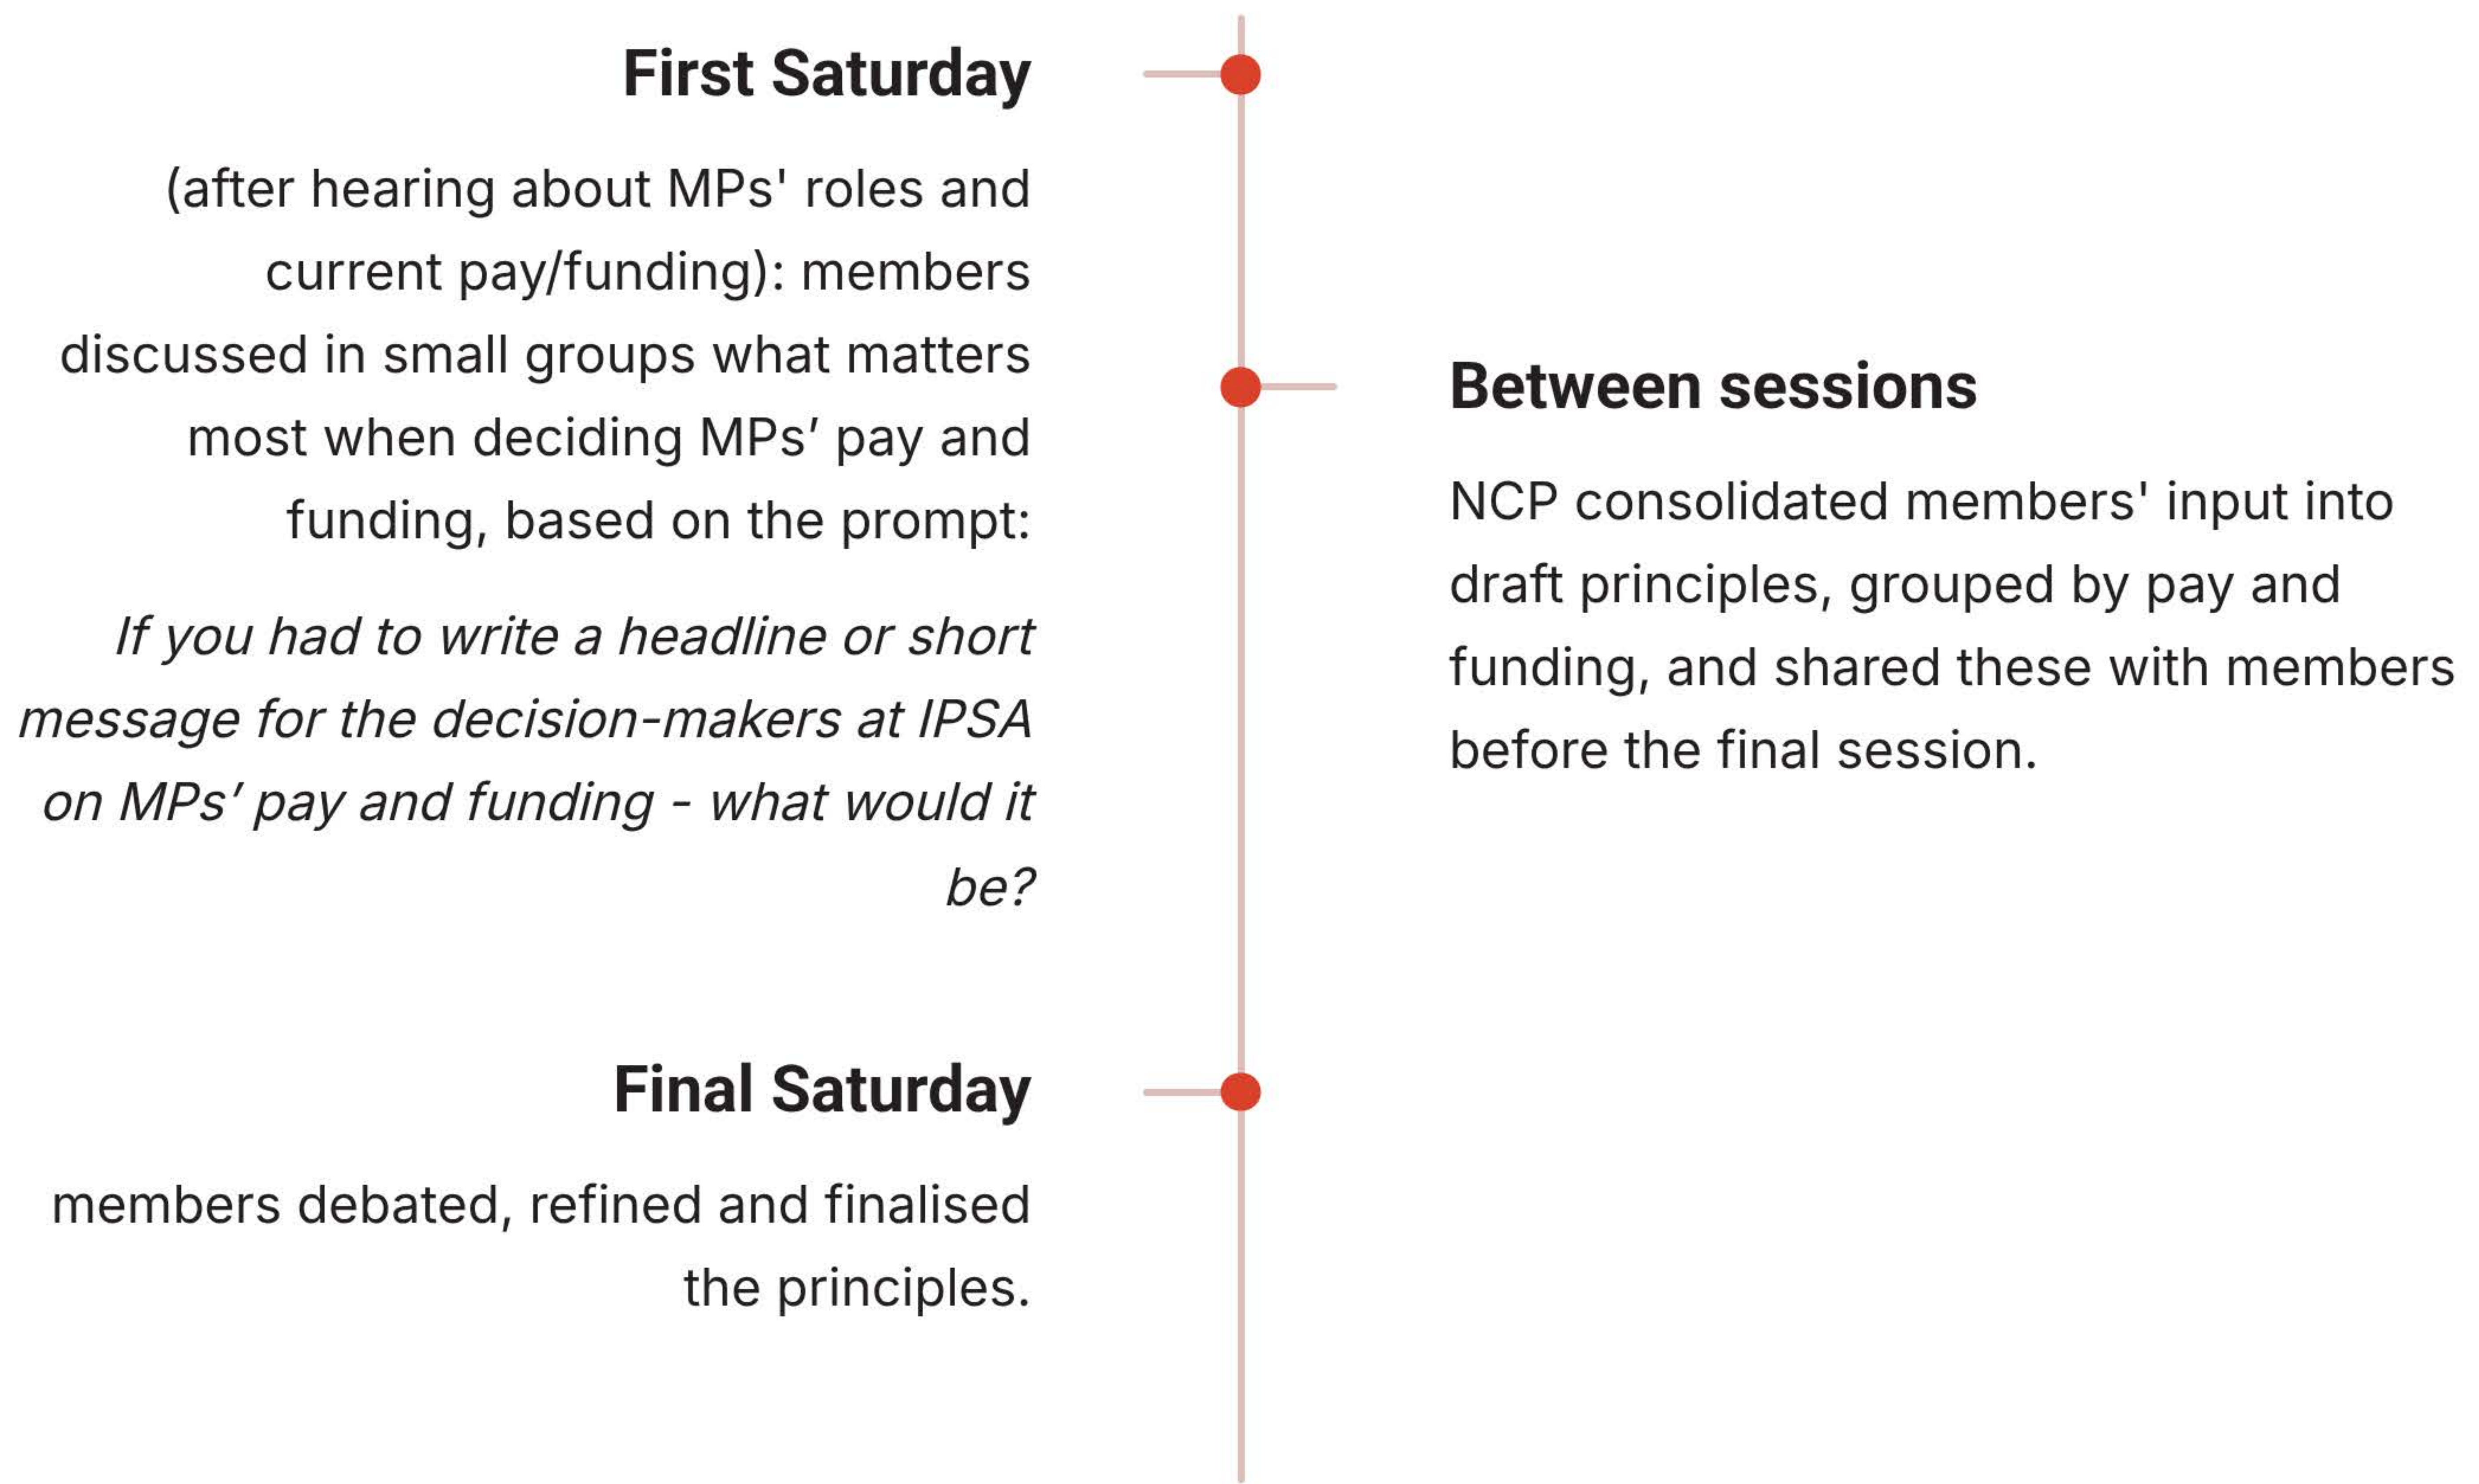 First Saturday
(after hearing about MPs' roles and
current pay/funding): members
discussed in small groups what matters
most when deciding MPs’ pay and
funding, based on the prompt:
If you had to write a headline or short
message for the decision-makers at IPSA
on MPs’ pay and funding - what would it
be?
Between sessions
NCP consolidated members' input into
draft principles, grouped by pay and
funding, and shared these with members
before the final session.
Final Saturday
members debated, refined and finalised
the principles.